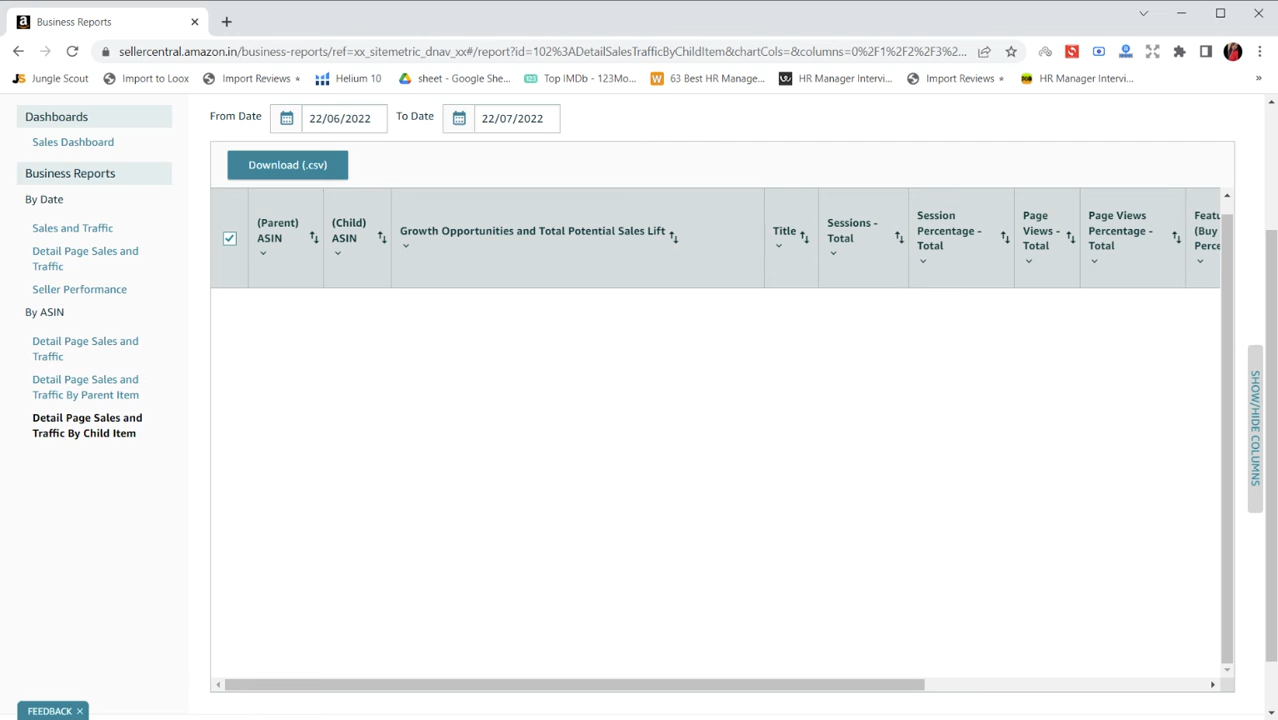 Business Reports
sellercentral.amazon.in/business-reports/ref=xx_sitemetric_dnav_xx#/report?id=102%3ADetailSalesTrafficByChildItem&chartCols=&columns=0%2F1%2F2%2F3%2...
Jungle Scout Import to Loox Import Reviews Helium 10 sheet - Google She... Top IMDb - 123Mo... 63 Best HR Manage... HR Manager Intervi... Import Reviews HR Manager Intervi...
Dashboards
Sales Dashboard
Business Reports
By Date
Sales and Traffic
Detail Page Sales and
Traffic
Seller Performance
By ASIN
Detail Page Sales and
Traffic
Detail Page Sales and
Traffic By Parent Item
Detail Page Sales and
Traffic By Child Item
FEEDBACK ×
From Date 22/06/2022 To Date 22/07/2022
Download (.csv)
(Parent)
ASIN
(Child)
ASIN
Growth Opportunities and Total Potential Sales Lift
Title
Sessions -
Total
Session
Percentage -
Total
Page
Views -
Total
Page Views
Percentage -
Total
Featu
(Buy
Perce
SHOW/HIDE COLUMNS